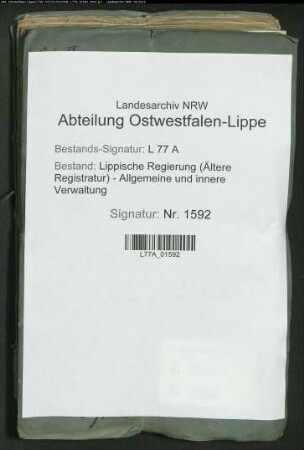 Landesarchiv NRW
Abteilung Ostwestfalen-Lippe
Bestands-Signatur: L 77 A
Bestand: Lippische Regierung (Ältere
Registratur) - Allgemeine und innere
Verwaltung
Signatur: Nr. 1592
L77A_01592